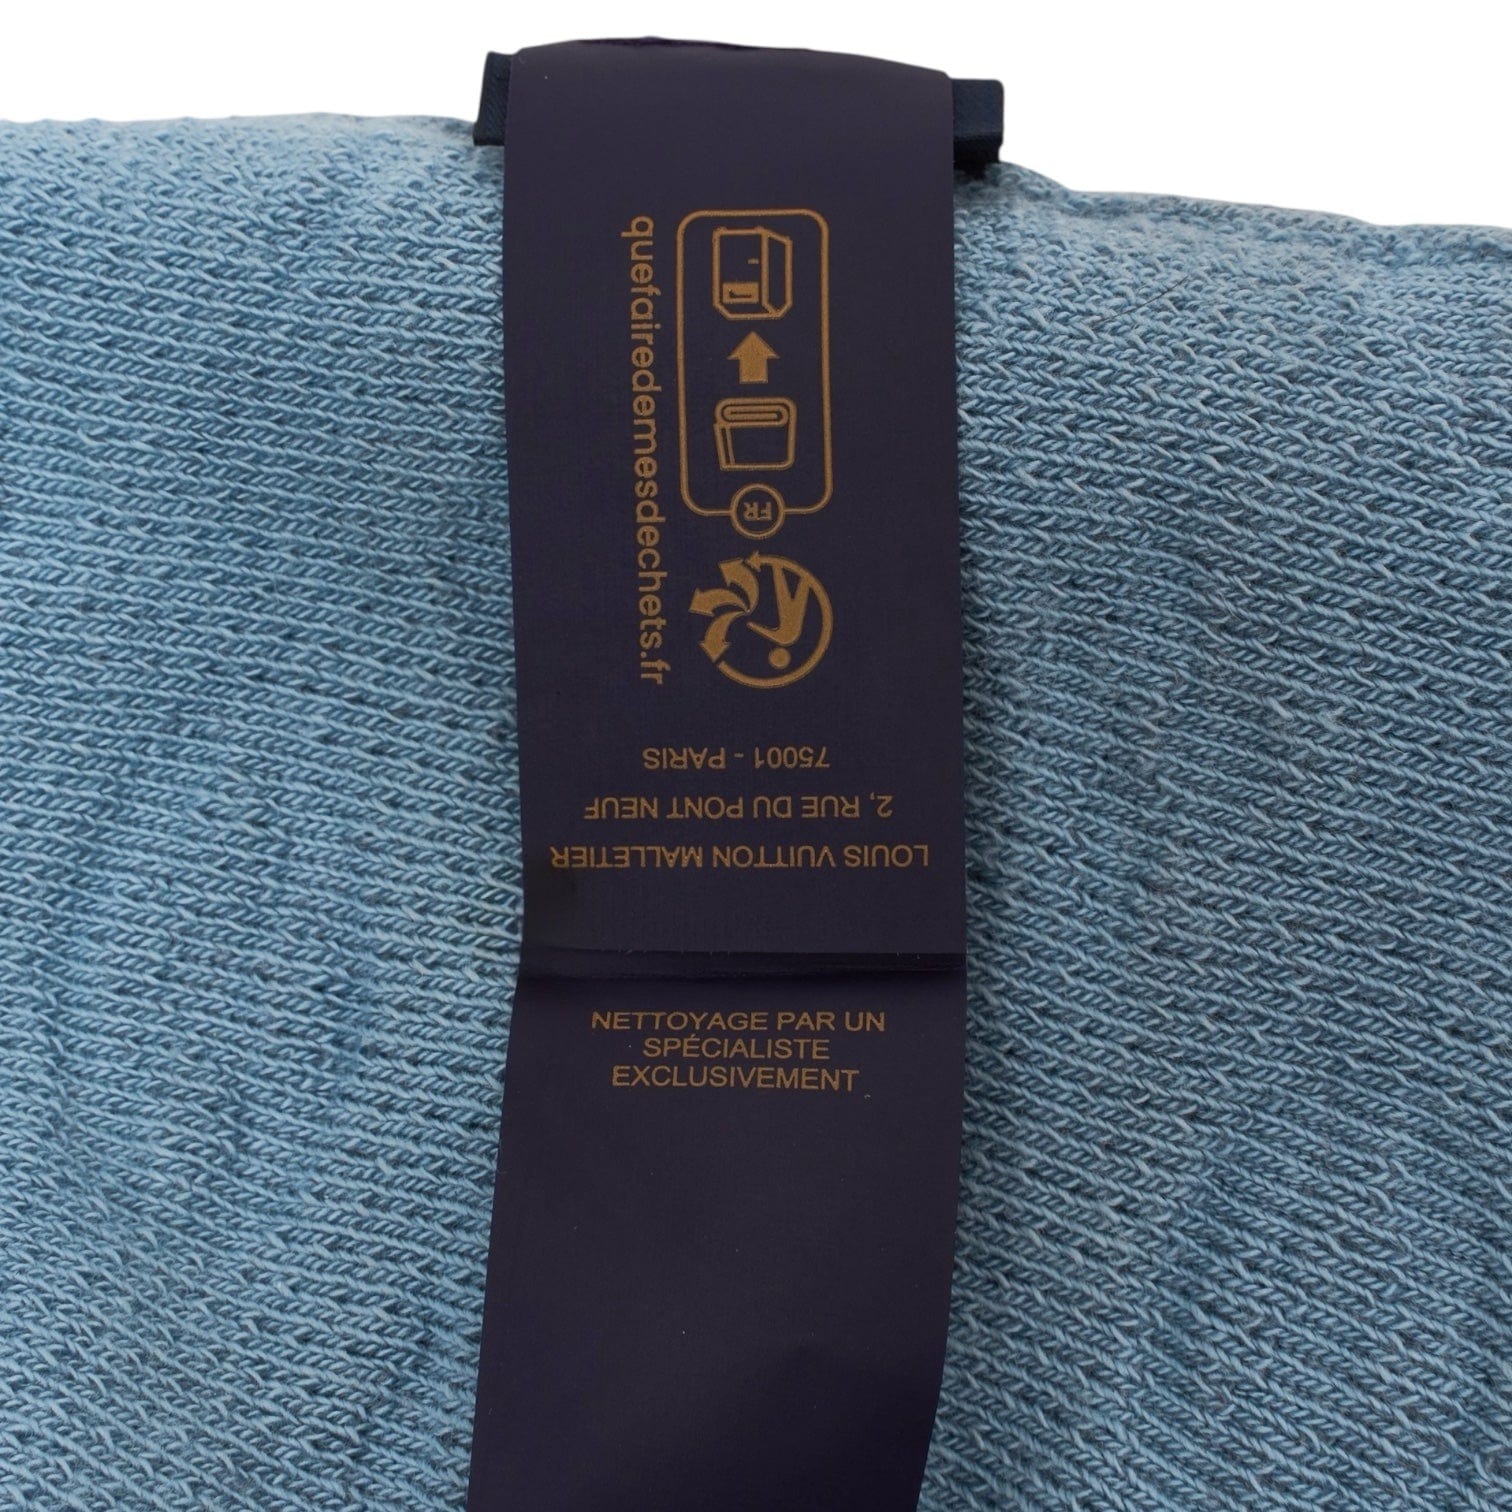 quefairedemesdechets.fr
FR
LOUIS VUITTON MALLETIER
2, RUE DU PONT NEUF
75001 - PARIS
NETTOYAGE PAR UN
SPÉCIALISTE
EXCLUSIVEMENT